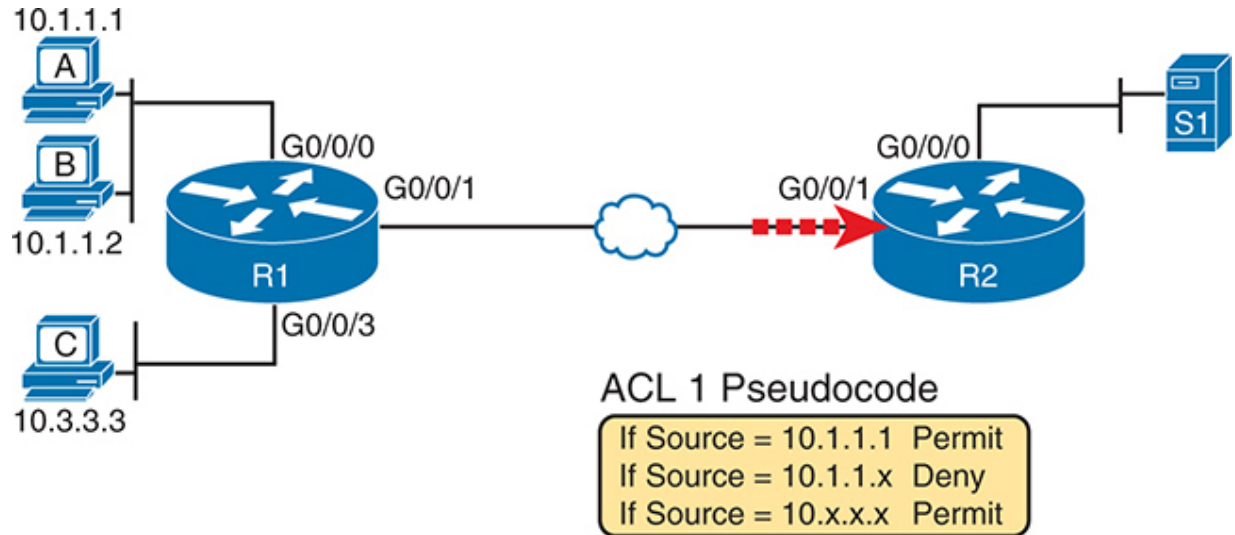 10.1.1.1
A
B
10.1.1.2
C
10.3.3.3
G0/0/0
G0/0/1
R1
G0/0/3
G0/0/0
G0/0/1
R2
S1
ACL 1 Pseudocode
If Source = 10.1.1.1 Permit
If Source = 10.1.1.x Deny
If Source = 10.x.x.x Permit